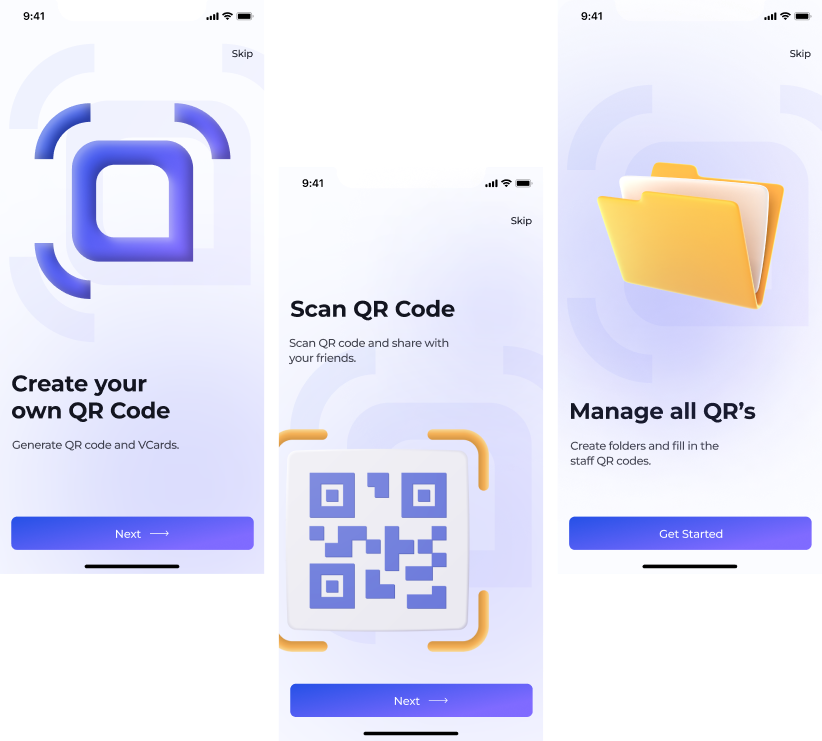 9:41
Skip
Create your
own QR Code
Generate QR code and VCards.
Next
9:41
Skip
Scan QR Code
Scan QR code and share with
your friends.
Next
9:41
Skip
Manage all QR’s
Create folders and fill in the
staff QR codes.
Get Started